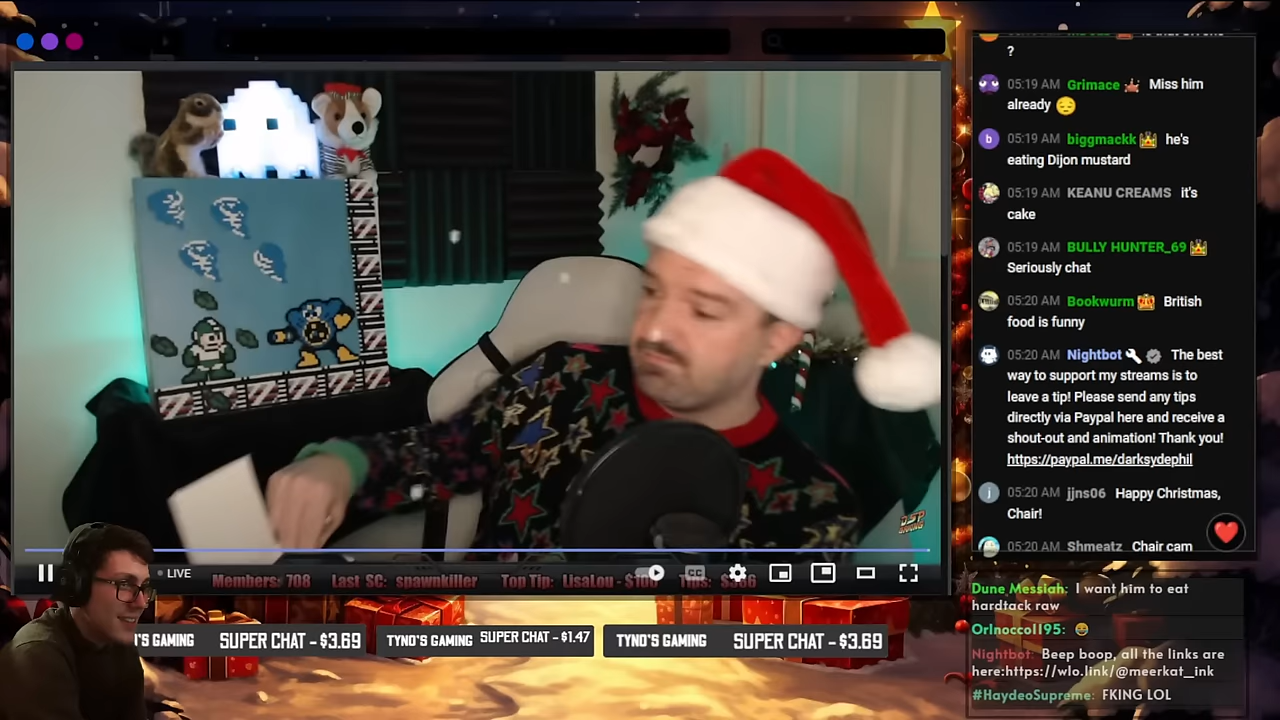 ?
05:19 AM Grimace Miss him
already
05:19 AM biggmackk he's
eating Dijon mustard
05:19 AM KEANU CREAMS it's
cake
05:19 AM BULLY HUNTER_69
Seriously chat
05:20 AM Bookwurm British
food is funny
05:20 AM Nightbot The best
way to support my streams is to
leave a tip! Please send any tips
directly via Paypal here and receive a
shout-out and animation! Thank you!
https://paypal.me/darksydephil
05:20 AM jjns06 Happy Christmas,
Chair!
05:20 AM Shmeatz Chair cam
DSP
LIVE
CC
Members: 708 Last SC: spawnkiller Top Tip: LisaLou
'S GAMING SUPER CHAT - $3.69
TYNO'S GAMING SUPER CHAT - $1.47
TYNO'S GAMING SUPER CHAT - $3.69
Dune Messiah: I want to eat
hardtack raw
Orlnoccoll95:
Nightbot: Beep boop, all the links are
here:https://wlo.link/@meerkat_ink
#HaydeoSupreme: FKING LOL